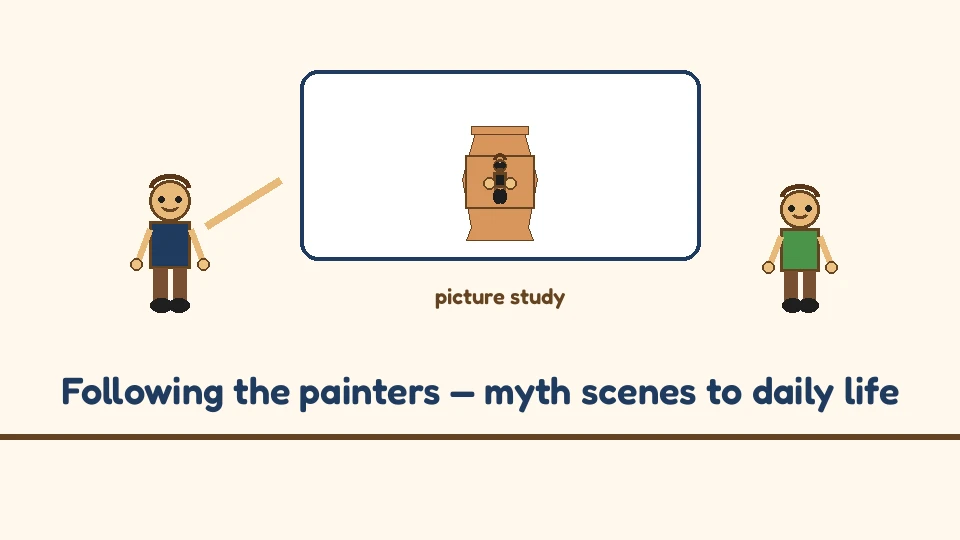 picture study
Following the painters — myth scenes to daily life